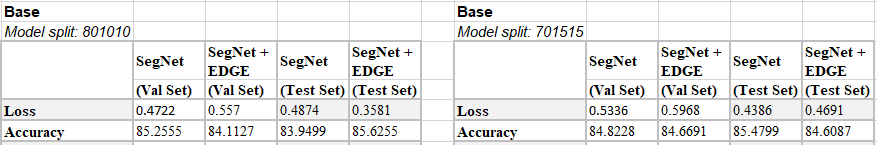 Base
Model split: 801010
SegNet (Val Set) SegNet + EDGE (Val Set) SegNet (Test Set) SegNet + EDGE (Test Set)
Loss 0.4722 0.557 0.4874 0.3581
Accuracy 85.2555 84.1127 83.9499 85.6255
Base
Model split: 701515
SegNet (Val Set) SegNet + EDGE (Val Set) SegNet (Test Set) SegNet + EDGE (Test Set)
Loss 0.5336 0.5968 0.4386 0.4691
Accuracy 84.8228 84.6691 85.4799 84.6087